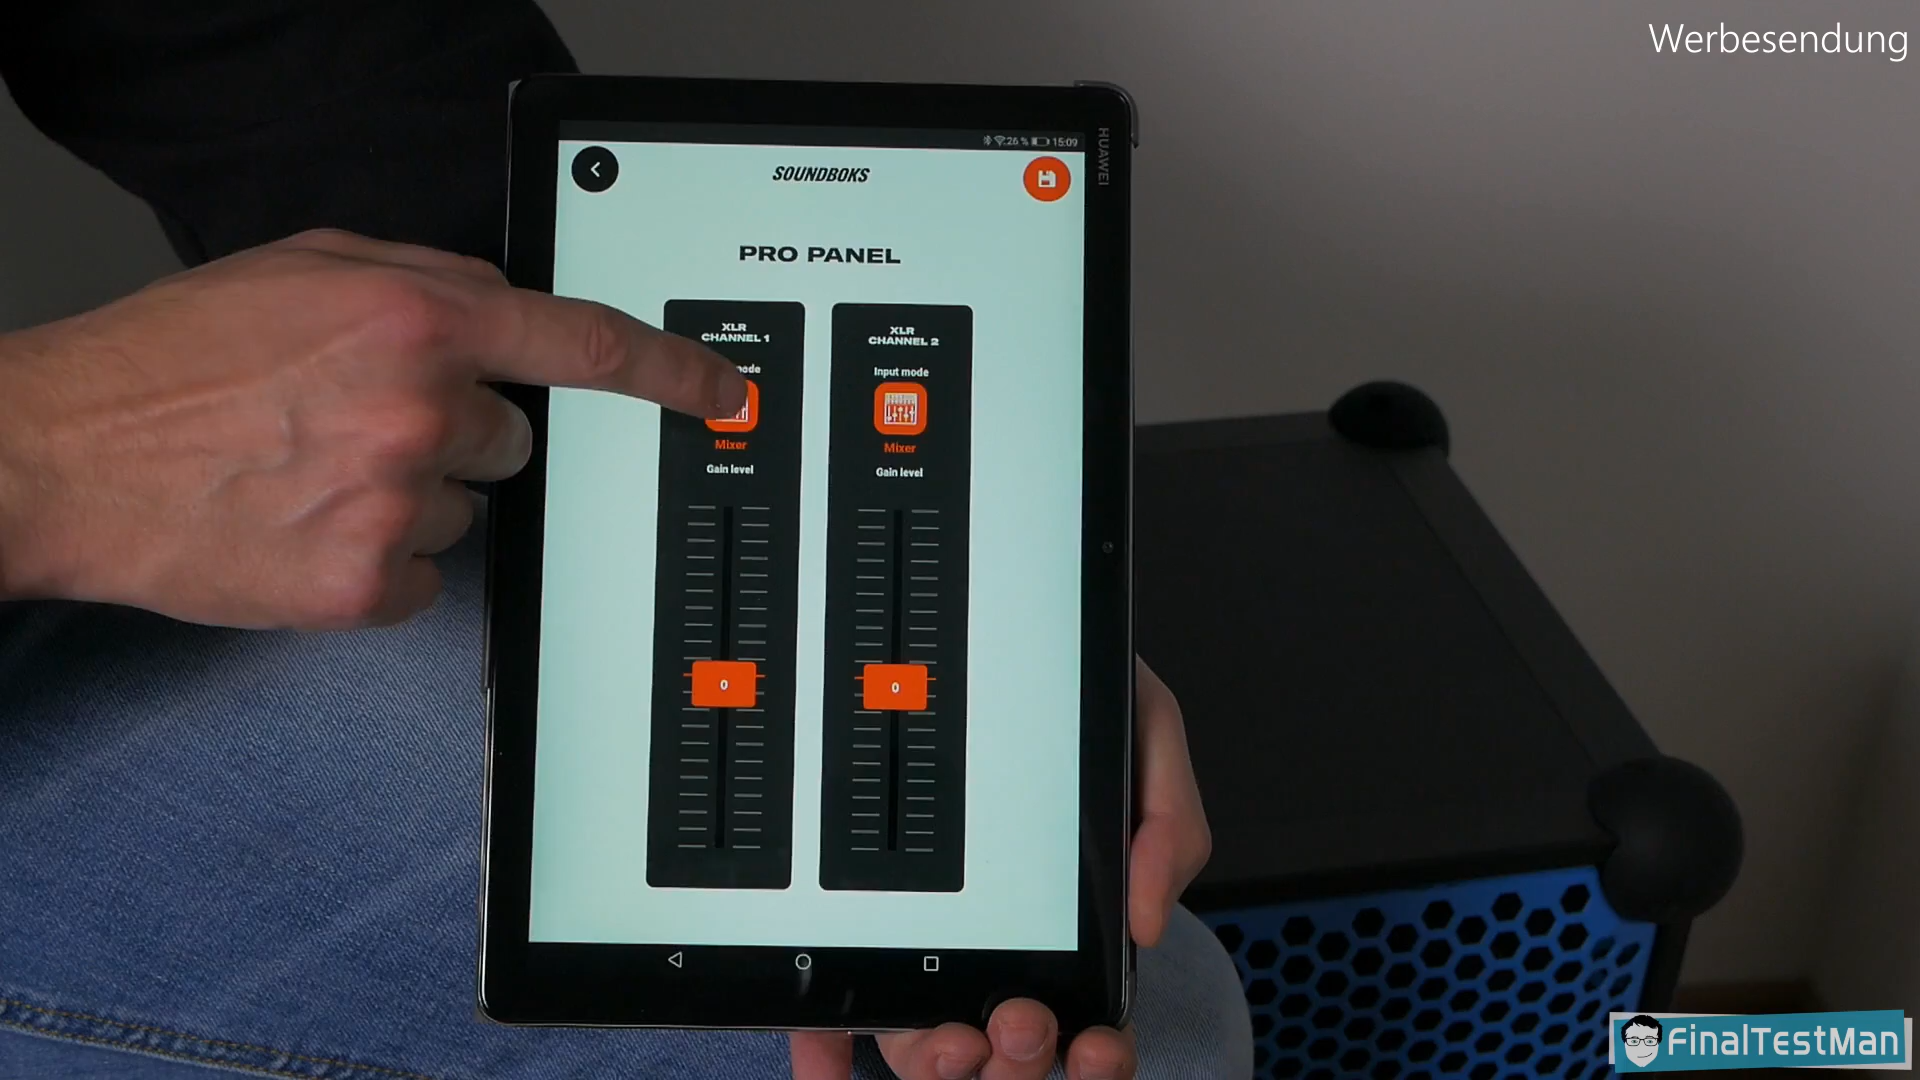 Werbesendung
26 % 15:09
HUAWEI
SOUNDBOKS
PRO PANEL
XLR
CHANNEL 1
XLR
CHANNEL 2
Input mode
Mixer
Mixer
Gain level
Gain level
0
0
FinalTestMan